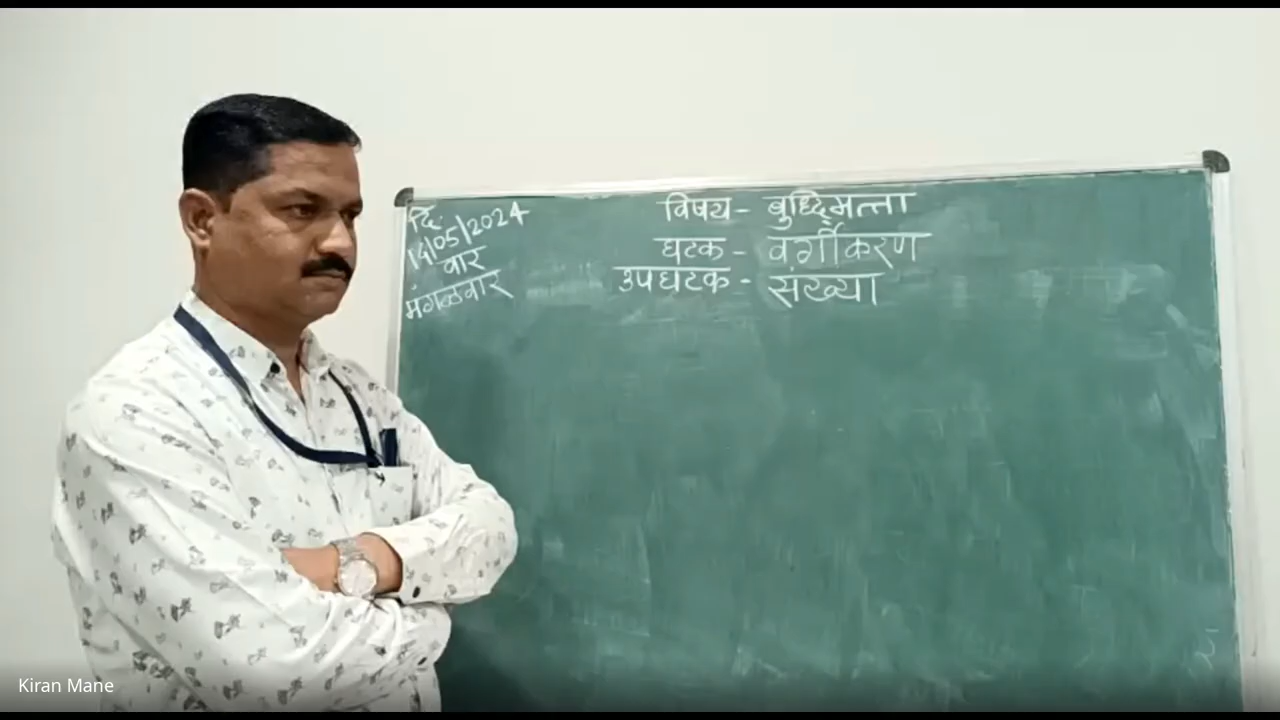 दि:
14/05/2024
वार
मंगळवार
विषय - बुध्दिमत्ता
घटक - वर्गीकरण
उपघटक - संख्या
Kiran Mane